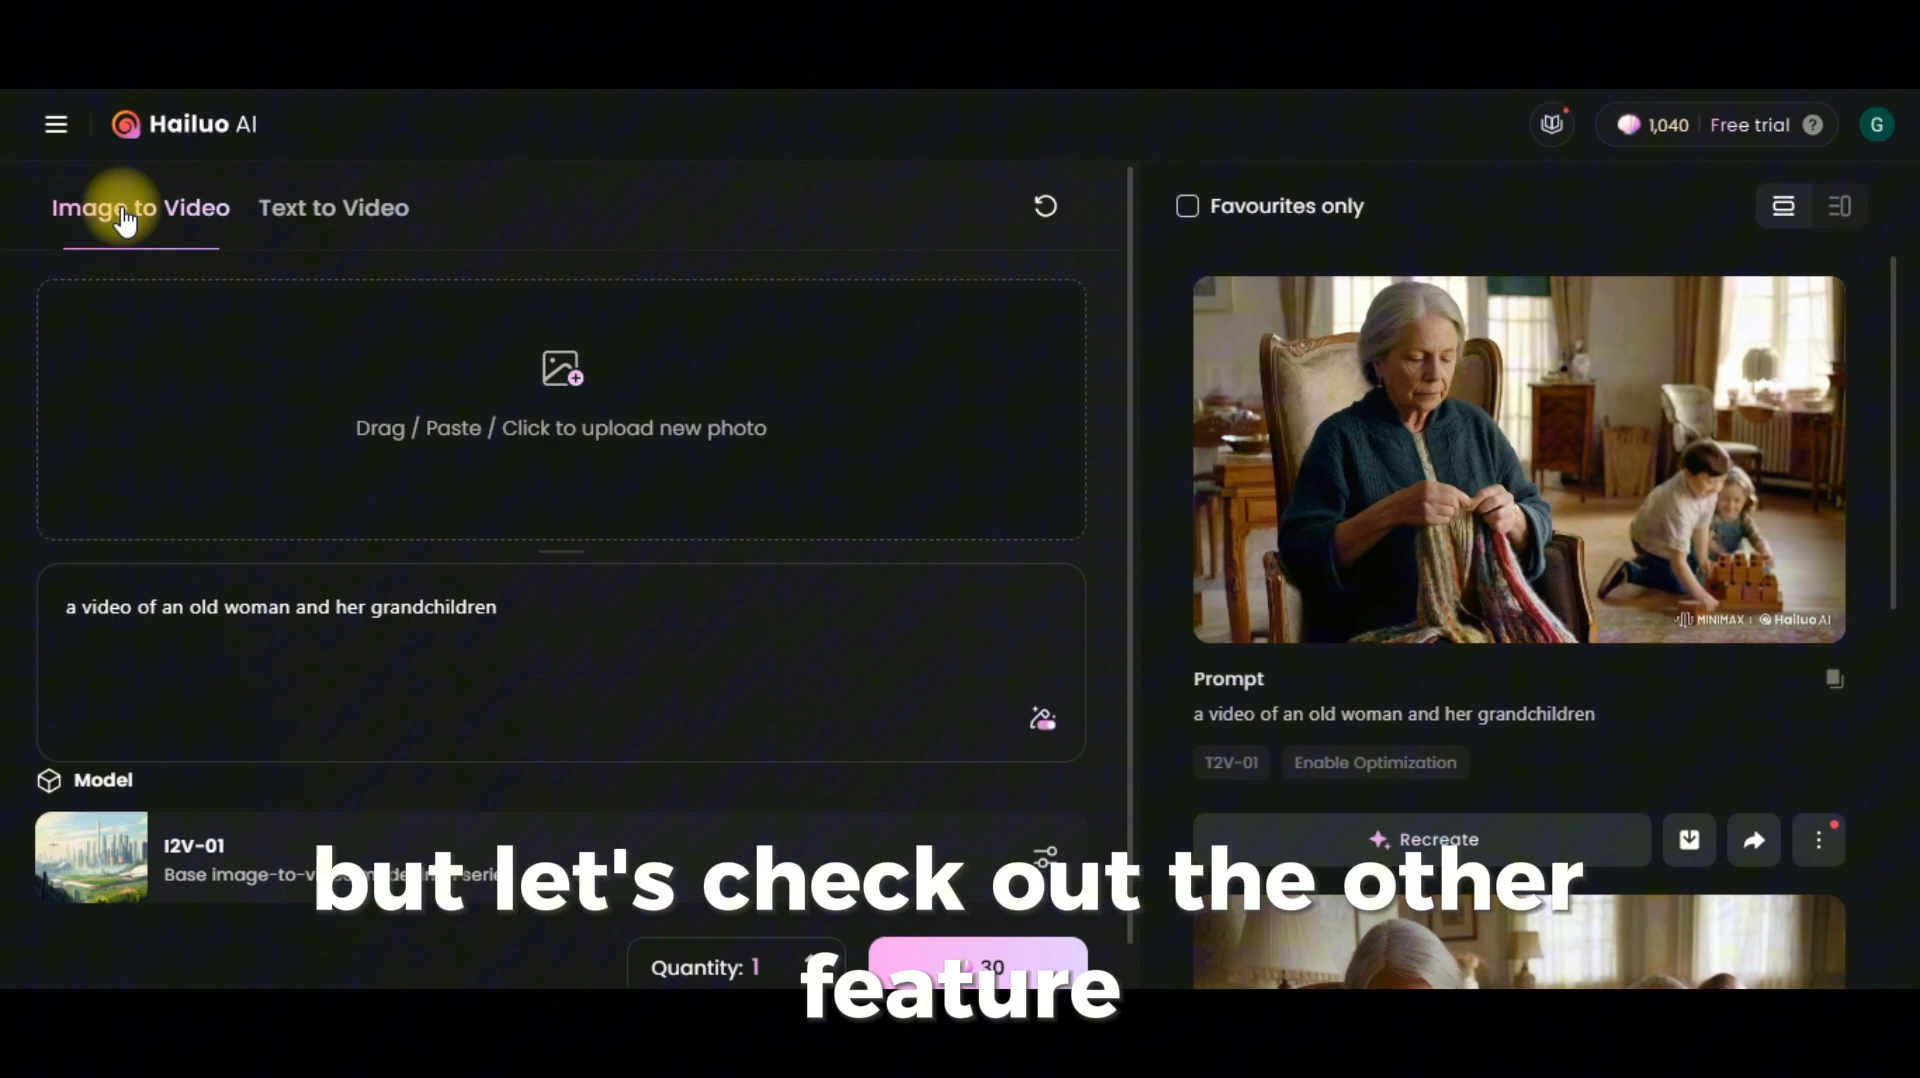 Hailuo AI
1,040 Free trial ?
G
Image to Video Text to Video
Favourites only
Drag / Paste / Click to upload new photo
a video of an old woman and her grandchildren
MINIMAX | Hailuo AI
Prompt
a video of an old woman and her grandchildren
T2V-01 Enable Optimization
Model
I2V-01
Base image-to-v
Recreate
but let's check out the other
feature
Quantity: 1
30